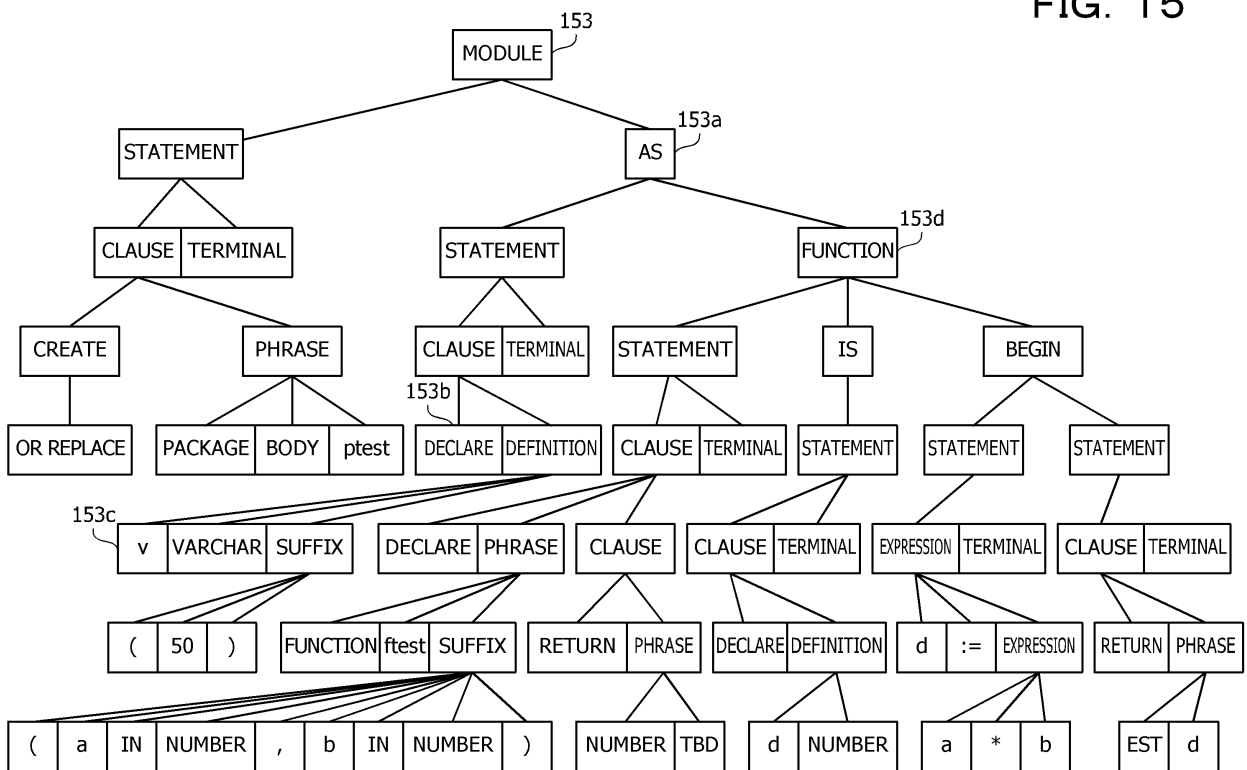 FIG. 15
MODULE 153
STATEMENT AS 153a
CLAUSE TERMINAL STATEMENT FUNCTION 153d
CREATE PHRASE CLAUSE TERMINAL STATEMENT IS BEGIN
153b
OR REPLACE PACKAGE BODY ptest DECLARE DEFINITION CLAUSE TERMINAL STATEMENT STATEMENT STATEMENT
153c v VARCHAR SUFFIX DECLARE PHRASE CLAUSE CLAUSE TERMINAL EXPRESSION TERMINAL CLAUSE TERMINAL
( 50 ) FUNCTION ftest SUFFIX RETURN PHRASE DECLARE DEFINITION d := EXPRESSION RETURN PHRASE
( a IN NUMBER , b IN NUMBER ) NUMBER TBD d NUMBER a * b EST d